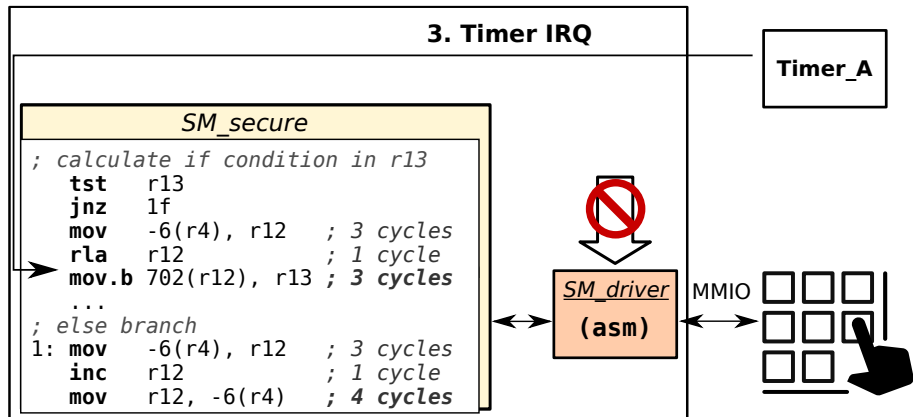 3. Timer IRQ
Timer_A
SM_secure
; calculate if condition in r13
tst r13
jnz 1f
mov -6(r4), r12 ; 3 cycles
rla r12 ; 1 cycle
mov.b 702(r12), r13 ; 3 cycles
...
; else branch
1: mov -6(r4), r12 ; 3 cycles
inc r12 ; 1 cycle
mov r12, -6(r4) ; 4 cycles
SM_driver
(asm)
MMIO